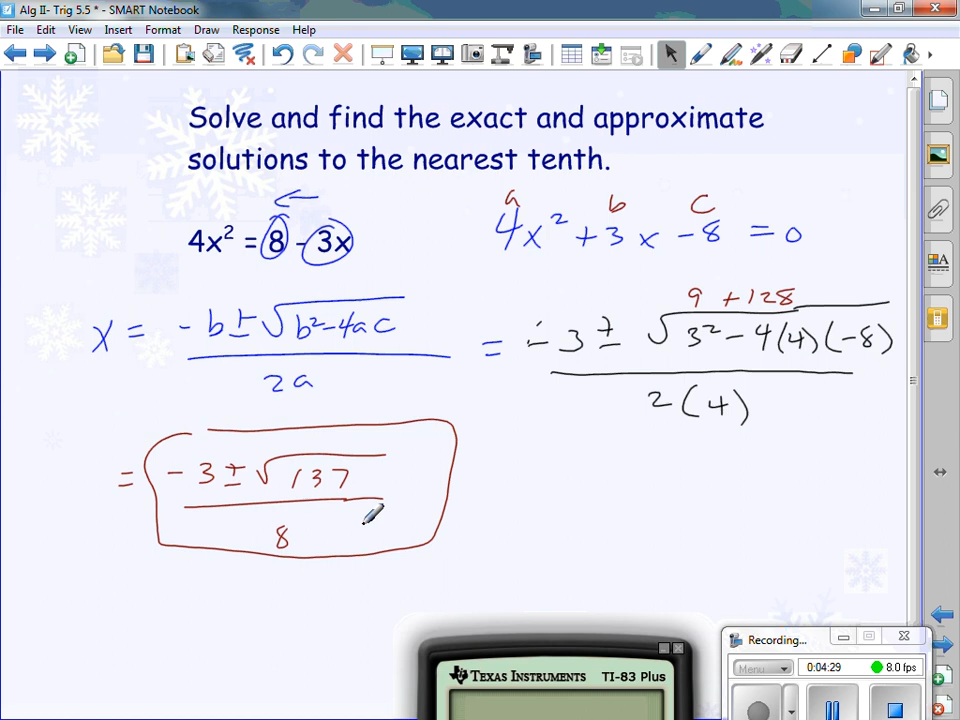 Alg II- Trig 5.5 * - SMART Notebook
File Edit View Insert Format Draw Response Help
Solve and find the exact and approximate
solutions to the nearest tenth.
a b c
4x² = 8 - 3x
4x² + 3x - 8 = 0
9 + 128
x = -b ± √b²-4ac = -3 ± √3² - 4(4)(-8)
2a
2(4)
= -3 ± √137
8
Recording...
Menu
0:04:29
8.0 fps
TEXAS INSTRUMENTS TI-83 Plus